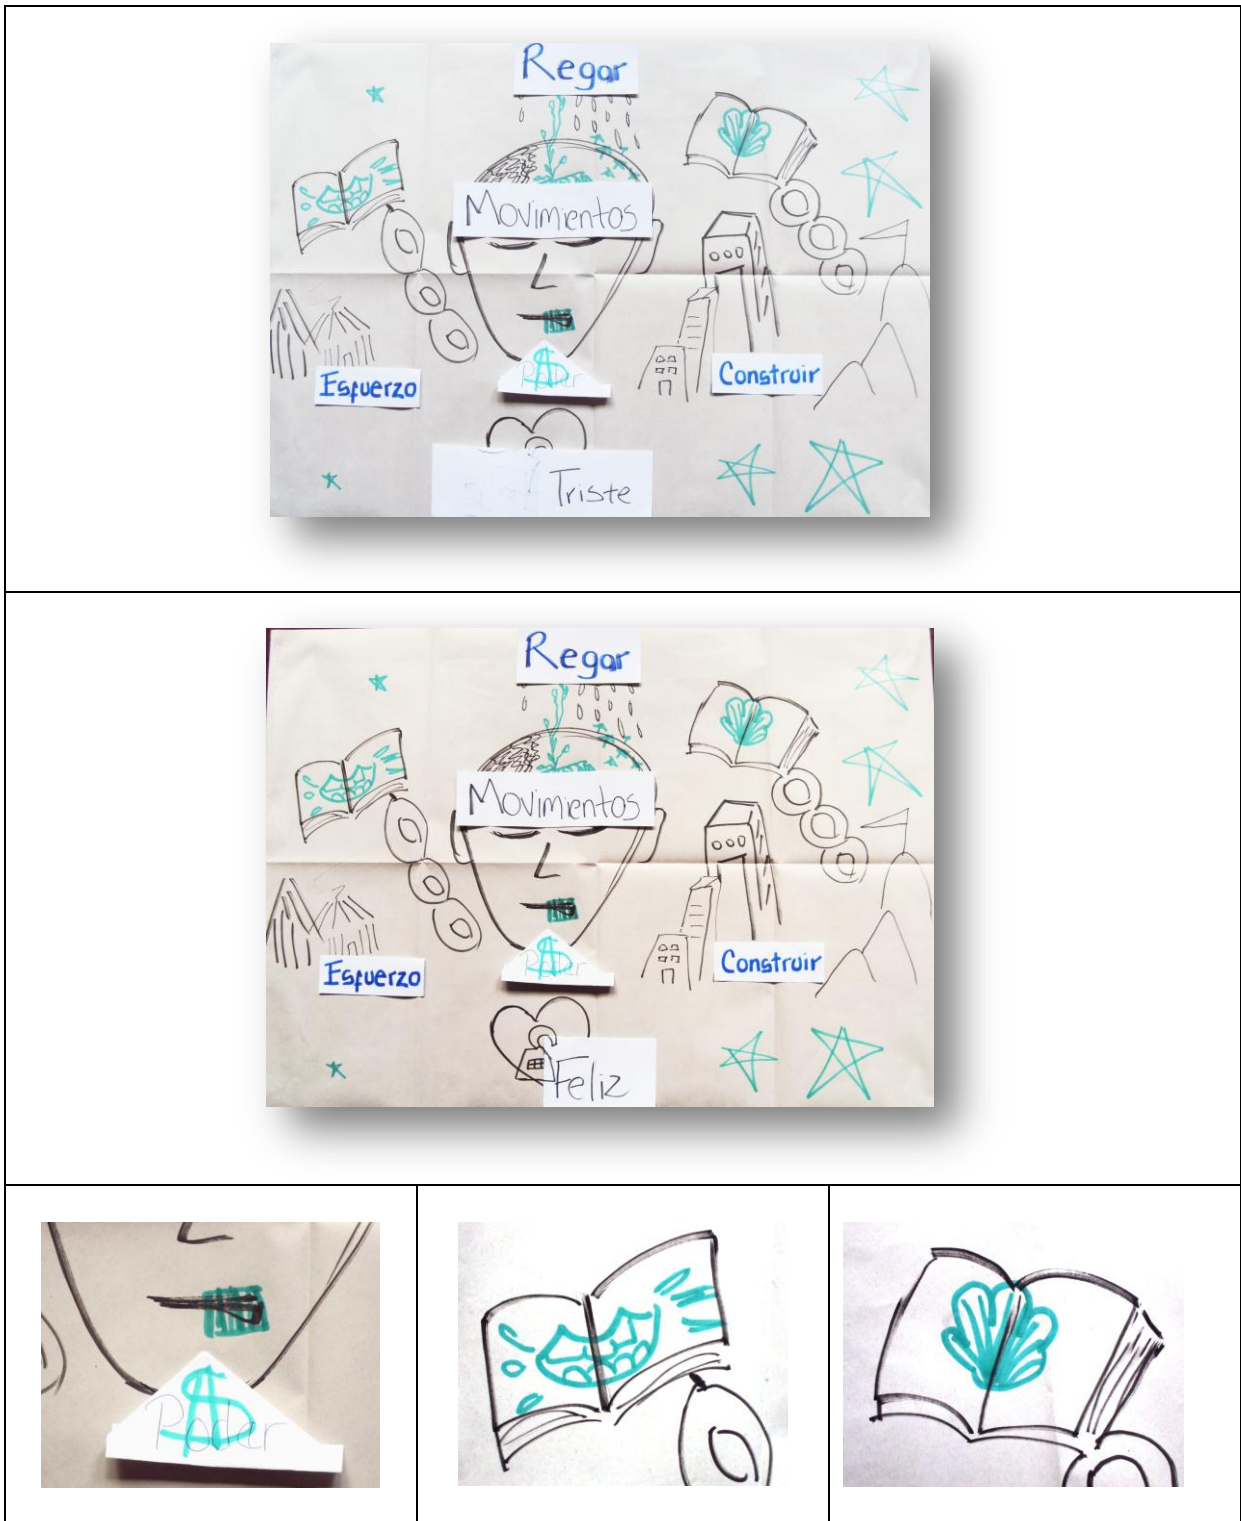 Regar
Movimientos
$
Poder
Esfuerzo
Construir
Triste
Regar
Movimientos
$
Poder
Esfuerzo
Construir
Feliz
$
Poder